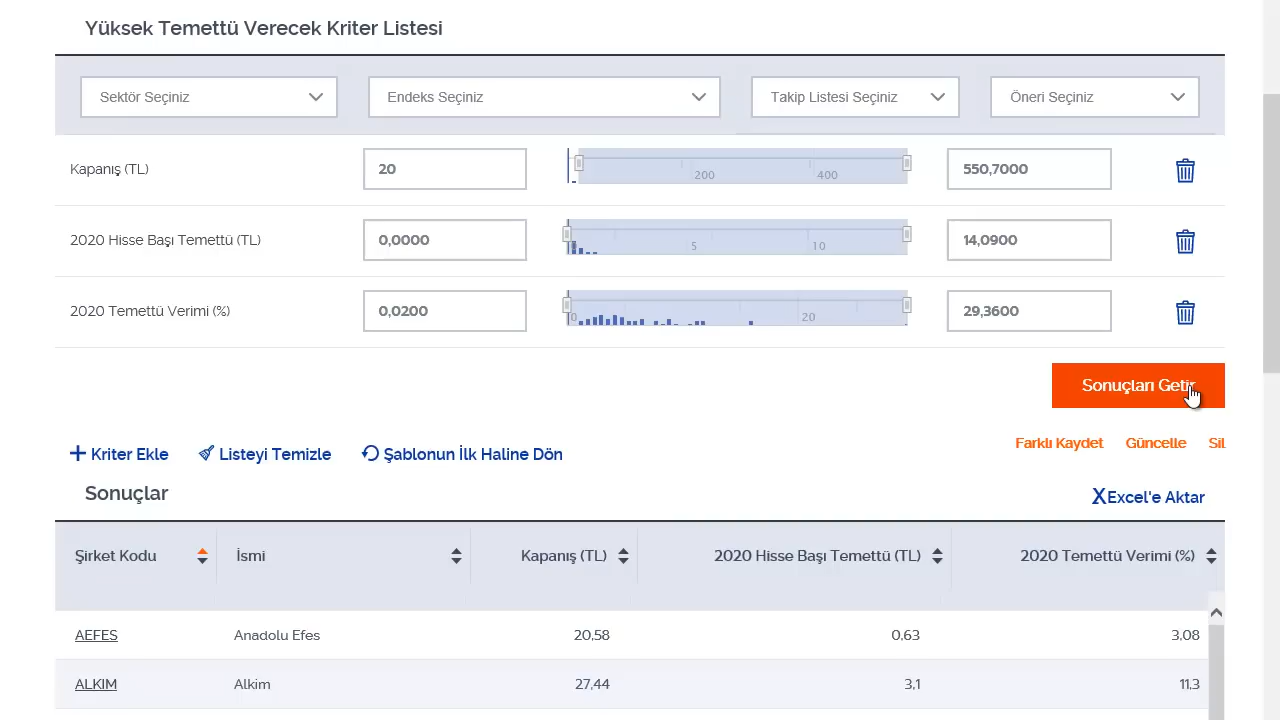 Yüksek Temettü Verecek Kriter Listesi
Sektör Seçiniz Endeks Seçiniz Takip Listesi Seçiniz Öneri Seçiniz
Kapanış (TL) 20 200 400 550,7000
2020 Hisse Başı Temettü (TL) 0,0000 0 5 10 14,0900
2020 Temettü Verimi (%) 0,0200 0 20 29,3600
Sonuçları Getir
Farklı Kaydet Güncelle Sil
+ Kriter Ekle Listeyi Temizle Şablonun İlk Haline Dön
Sonuçlar
X Excel'e Aktar
Şirket Kodu İsmi Kapanış (TL) 2020 Hisse Başı Temettü (TL) 2020 Temettü Verimi (%)
AEFES Anadolu Efes 20,58 0,63 3,08
ALKIM Alkim 27,44 3,1 11,3